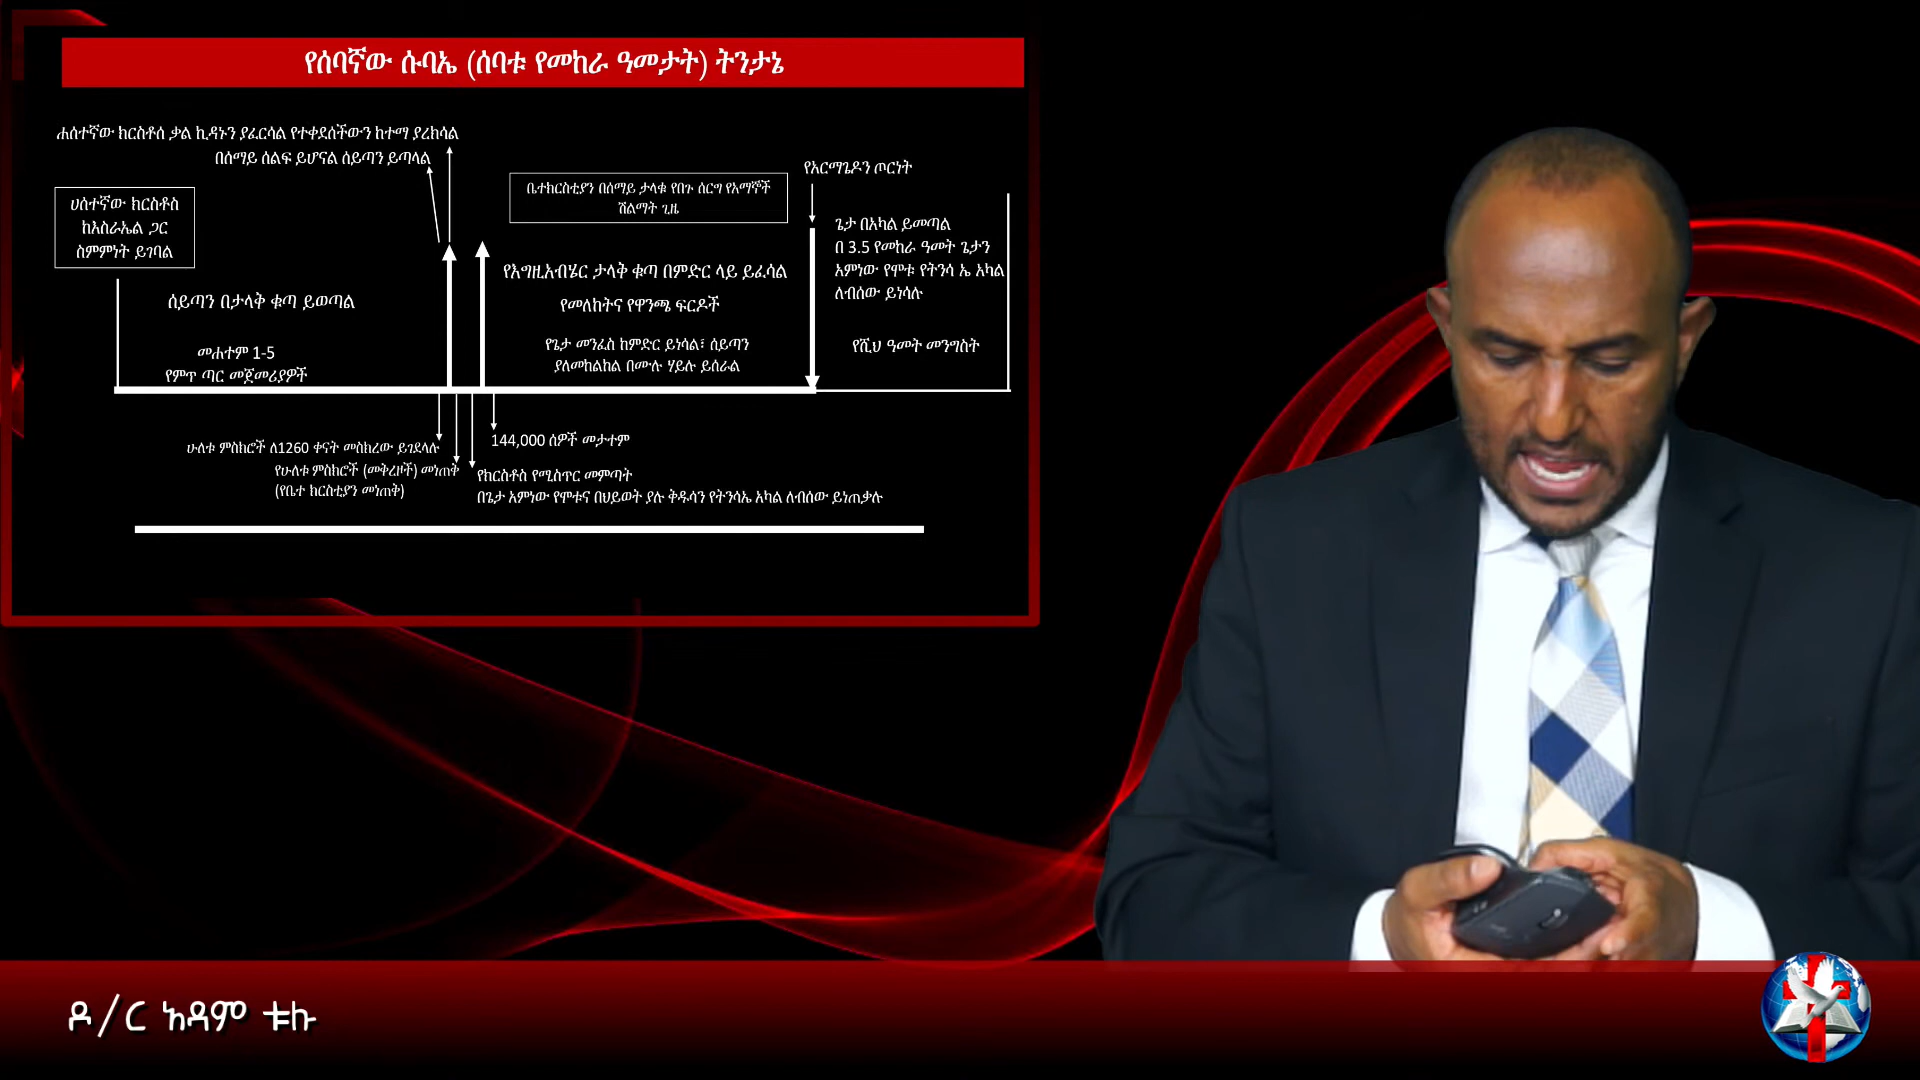 የሰባኛው ሱባኤ (ሰባቱ የመከራ ዓመታት) ትንታኔ
ሐሰተኛው ክርስቶሰ ቃል ኪዳኑን ያፈርሳል የተቀደሰችውን ከተማ ያረክሳል
በሰማይ ሰልፍ ይሆናል ሰይጣን ይጣላል
ሀሰተኛው ክርስቶስ
ከእስራኤል ጋር
ስምምነት ይገባል
ቤተክርስቲያን በሰማይ ታላቁ የበጉ ሰርግ የአማኞች
ሽልማት ጊዜ
የአርማጌዶን ጦርነት
ጌታ በአካል ይመጣል
በ 3.5 የመከራ ዓመት ጌታን
አምነው የሞቱ የትንሳ ኤ አካል
ለብሰው ይነሳሉ
የሺህ ዓመት መንግስት
ሰይጣን በታላቅ ቁጣ ይወጣል
መሐተም 1-5
የምጥ ጣር መጀመሪያዎች
የእግዚአብሄር ታላቅ ቁጣ በምድር ላይ ይፈሳል
የመለከትና የዋንጫ ፍርዶች
የጌታ መንፈስ ከምድር ይነሳል፣ ሰይጣን
ያለመከልከል በሙሉ ሃይሉ ይሰራል
ሁለቱ ምስክሮች ለ1260 ቀናት መስክረው ይገደላሉ
የሁለቱ ምስክሮች (መቅረዞች) መነጠቅ
(የቤተ ክርስቲያን መነጠቅ)
144,000 ሰዎች መታተም
የክርስቶስ የሚስጥር መምጣት
በጌታ አምነው የሞቱና በህይወት ያሉ ቅዱሳን የትንሳኤ አካል ለብሰው ይነጠቃሉ
ዶ/ር አዳም ቱሉ